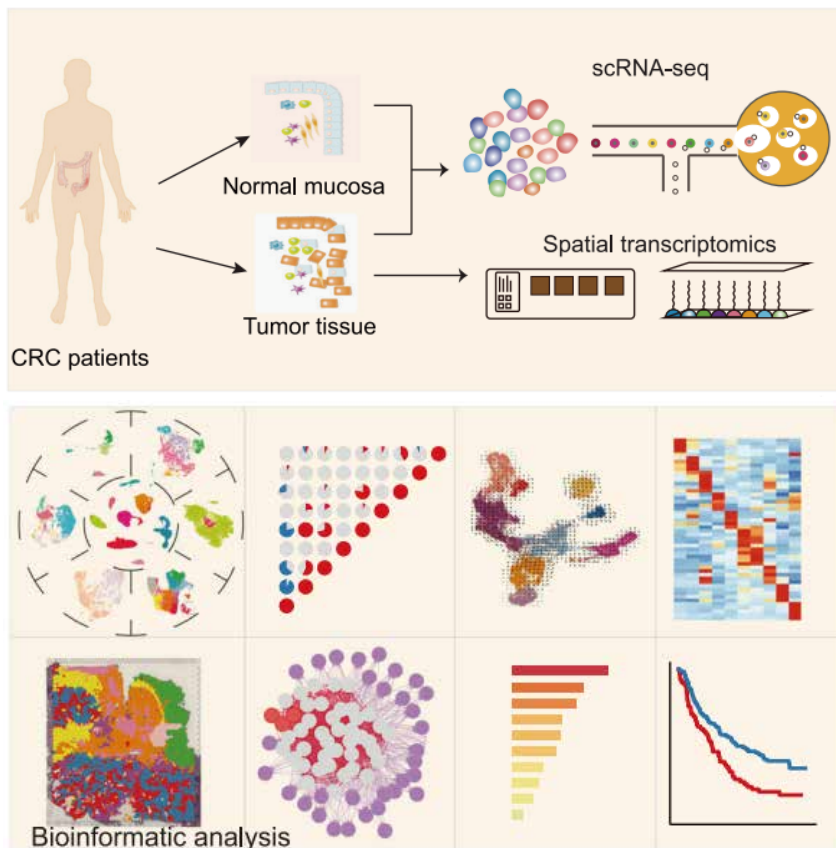 scRNA-seq
Normal mucosa
Spatial transcriptomics
Tumor tissue
CRC patients
Bioinformatic analysis